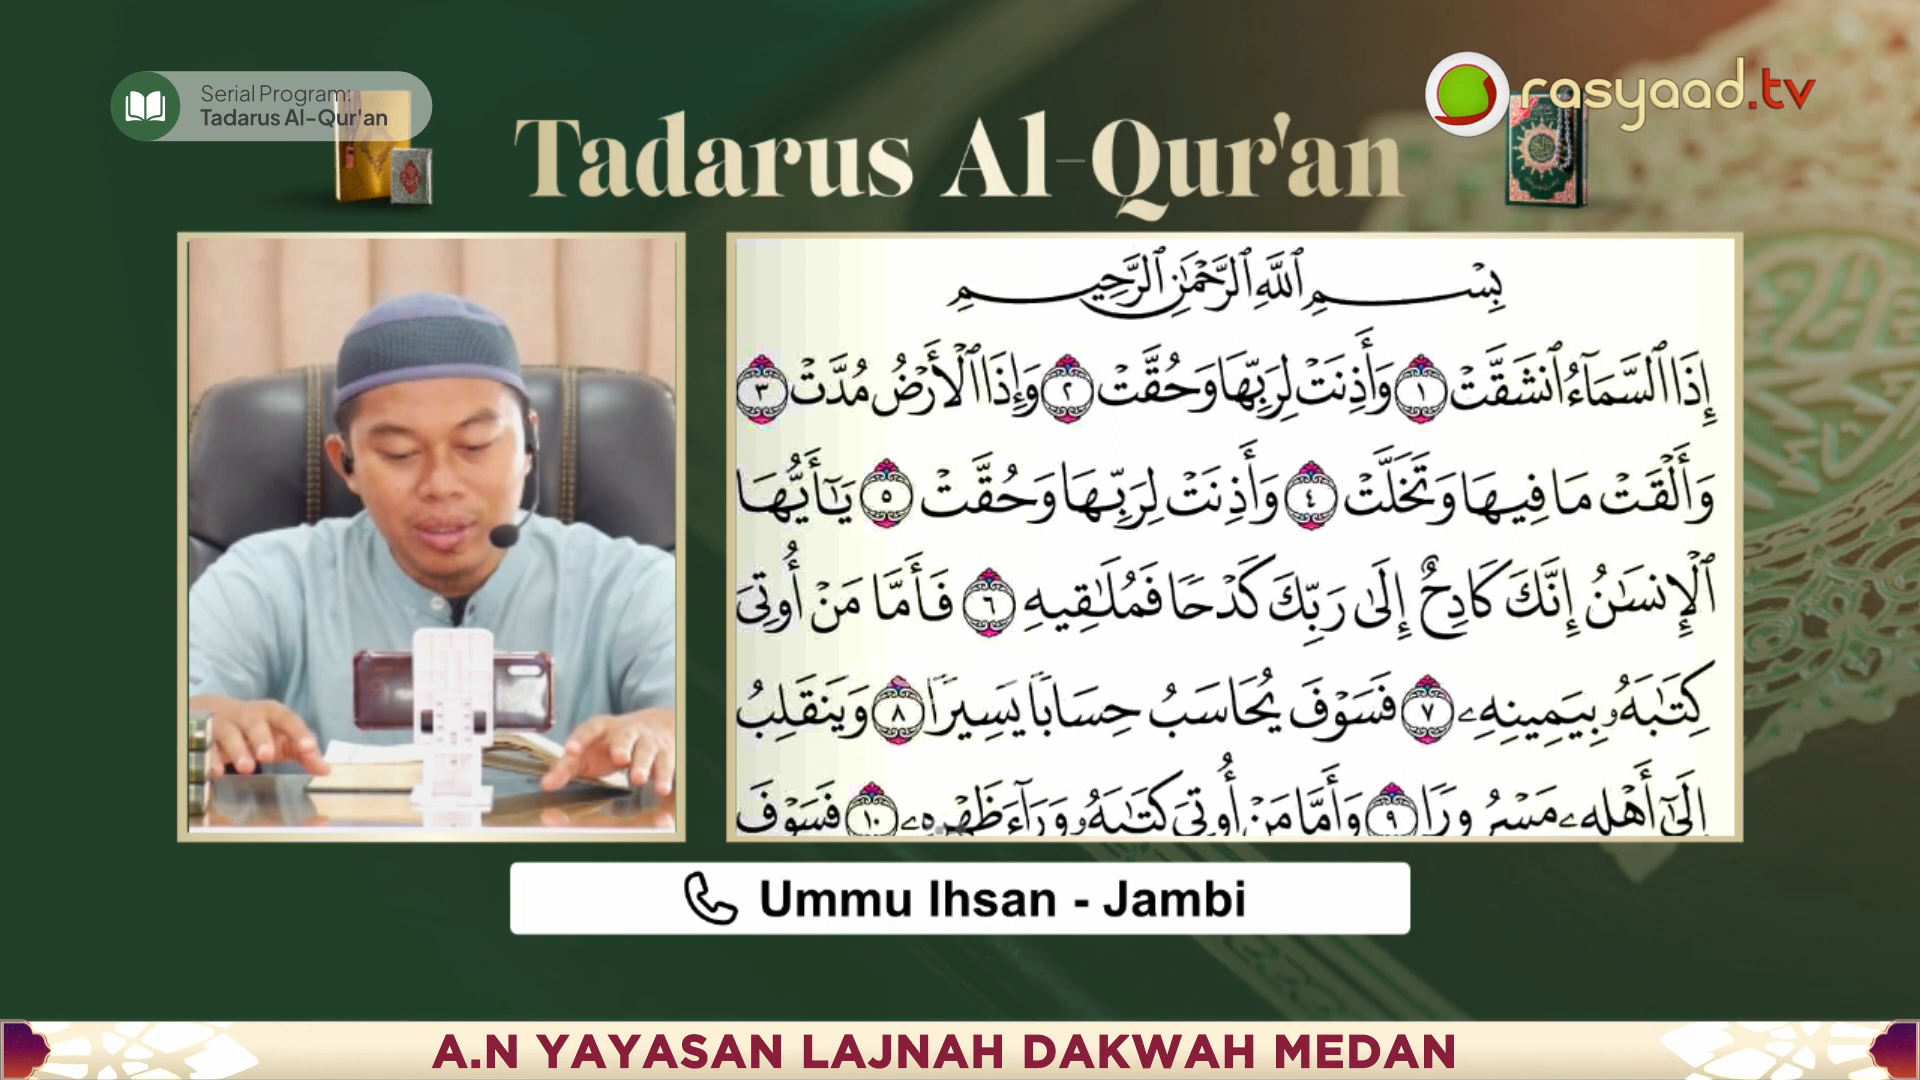 Serial Program:
Tadarus Al-Qur'an
rasyaad.tv
Tadarus Al-Qur'an
بِسْمِ ٱللَّهِ ٱلرَّحْمَٰنِ ٱلرَّحِيمِ
إِذَا ٱلسَّمَآءُ ٱنشَقَّتْ ١ وَأَذِنَتْ لِرَبِّهَا وَحُقَّتْ ٢ وَإِذَا ٱلْأَرْضُ مُدَّتْ ٣
وَأَلْقَتْ مَا فِيهَا وَتَخَلَّتْ ٤ وَأَذِنَتْ لِرَبِّهَا وَحُقَّتْ ٥ يَٰٓأَيُّهَا
ٱلْإِنسَٰنُ إِنَّكَ كَادِحٌ إِلَىٰ رَبِّكَ كَدْحًا فَمُلَٰقِيهِ ٦ فَأَمَّا مَنْ أُوتِىَ
كِتَٰبَهُۥ بِيَمِينِهِۦ ٧ فَسَوْفَ يُحَاسَبُ حِسَابًا يَسِيرًا ٨ وَيَنقَلِبُ
إِلَىٰٓ أَهْلِهِۦ مَسْرُورًا ٩ وَأَمَّا مَنْ أُوتِىَ كِتَٰبَهُۥ وَرَآءَ ظَهْرِهِۦ ١٠ فَسَوْفَ
Ummu Ihsan - Jambi
A.N YAYASAN LAJNAH DAKWAH MEDAN